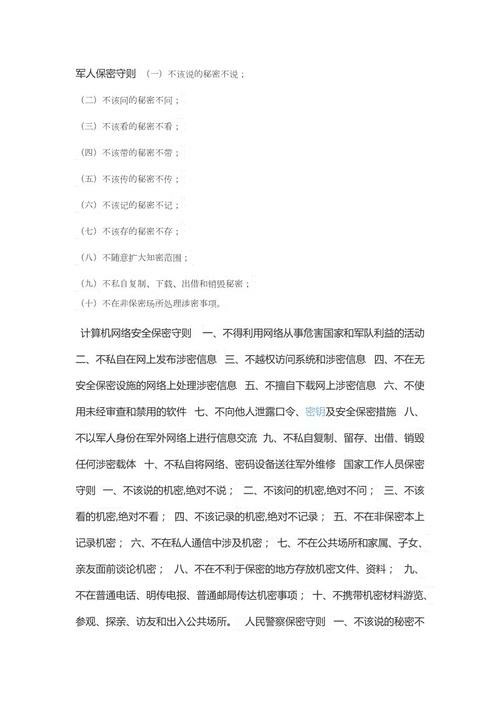 军人保密守则 （一）不该说的秘密不说；
（二）不该问的秘密不问；
（三）不该看的秘密不看；
（四）不该带的秘密不带；
（五）不该传的秘密不传；
（六）不该记的秘密不记；
（七）不该存的秘密不存；
（八）不随意扩大知密范围；
（九）不私自复制、下载、出借和销毁秘密；
（十）不在非保密场所处理涉密事项。
计算机网络安全保密守则 一、不得利用网络从事危害国家和军队利益的活动
二、不私自在网上发布涉密信息 三、不越权访问系统和涉密信息 四、不在无
安全保密设施的网络上处理涉密信息 五、不擅自下载网上涉密信息 六、不使
用未经审查和禁用的软件 七、不向他人泄露口令、密钥及安全保密措施 八、
不以军人身份在军外网络上进行信息交流 九、不私自复制、留存、出借、销毁
任何涉密载体 十、不私自将网络、密码设备送往军外维修 国家工作人员保密
守则 一、不该说的机密,绝对不说； 二、不该问的机密,绝对不问； 三、不该
看的机密,绝对不看； 四、不该记录的机密,绝对不记录； 五、不在非保密本上
记录机密； 六、不在私人通信中涉及机密； 七、不在公共场所和家属、子女、
亲友面前谈论机密； 八、不在不利于保密的地方存放机密文件、资料； 九、
不在普通电话、明传电报、普通邮局传达机密事项； 十、不携带机密材料游览、
参观、探亲、访友和出入公共场所。 人民警察保密守则 一、不该说的秘密不